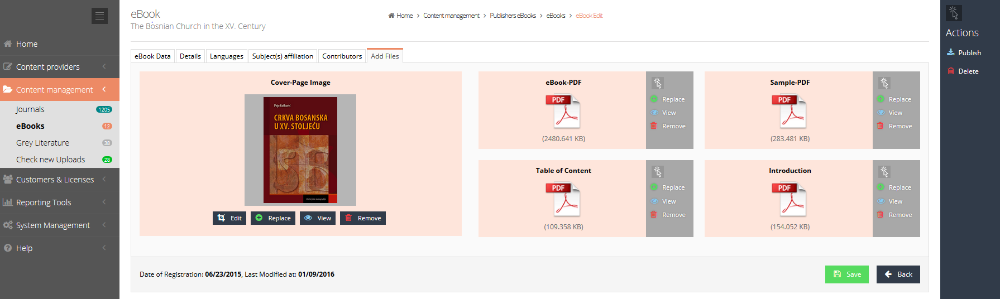 Home
Content providers
Content management
Journals 1205
eBooks 12
Grey Literature 38
Check new Uploads 28
Customers & Licenses
Reporting Tools
System Management
Help
eBook
The Bosnian Church in the XV. Century
Home > Content management > Publishers eBooks > eBooks > eBook Edit
eBook Data Details Languages Subject(s) affiliation Contributors Add Files
Cover-Page Image
Pejo Ćošković
CRKVA BOSANSKA
U XV. STOLJEĆU
historijske monografije
Edit Replace View Remove
eBook-PDF
PDF
(2480.641 KB)
Replace
View
Remove
Sample-PDF
PDF
(283.481 KB)
Replace
View
Remove
Table of Content
PDF
(109.358 KB)
Replace
View
Remove
Introduction
PDF
(154.052 KB)
Replace
View
Remove
Date of Registration: 06/23/2015, Last Modified at: 01/09/2016
Save Back
Actions
Publish
Delete